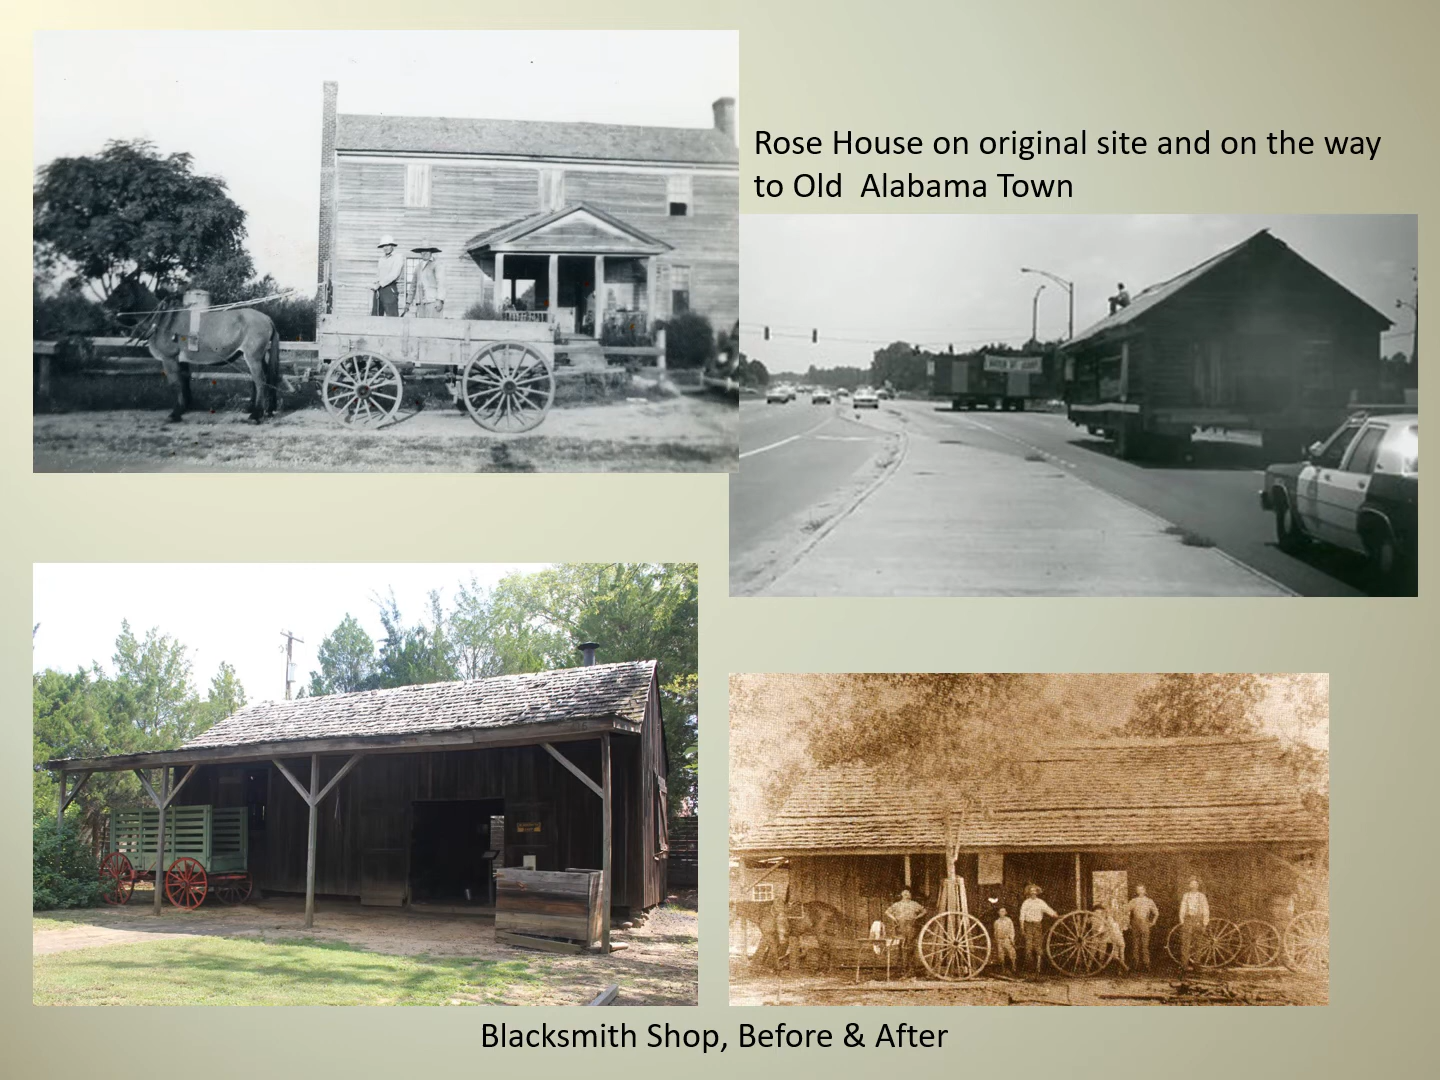 Rose House on original site and on the way
to Old Alabama Town
Blacksmith Shop, Before & After